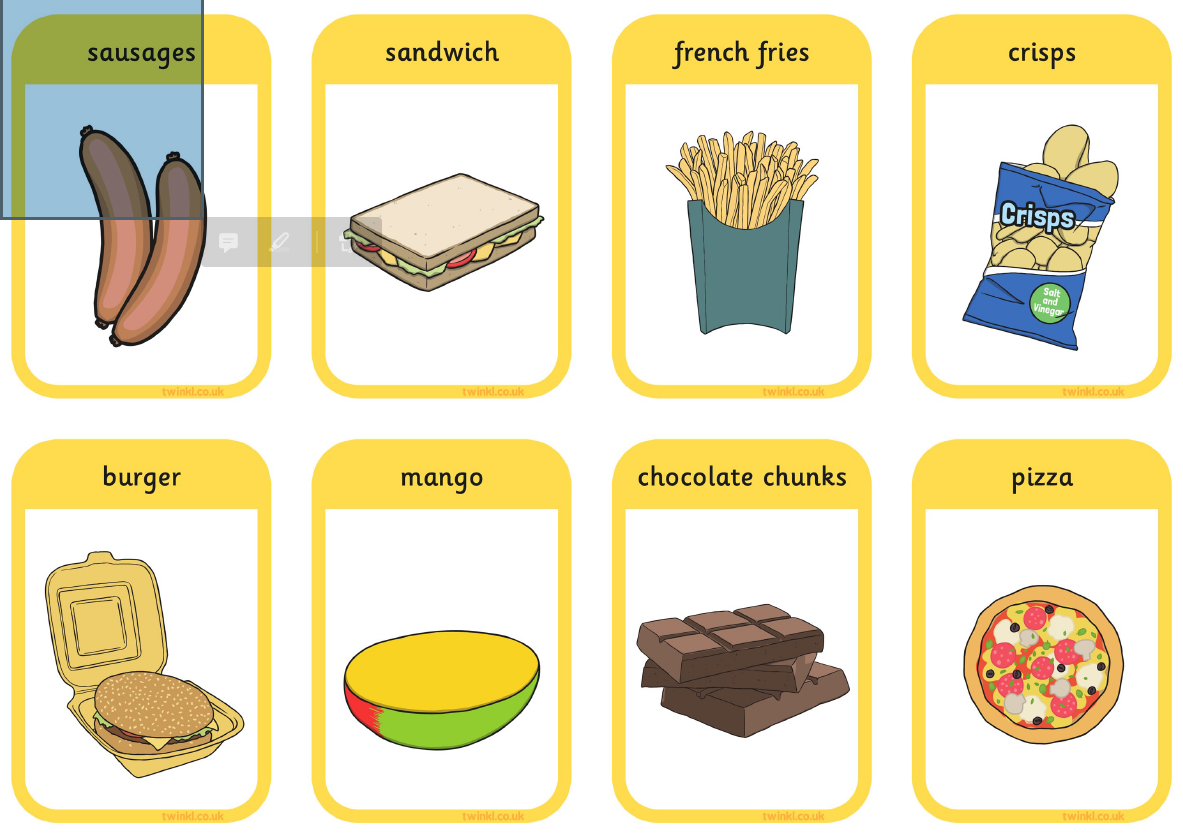 sausages
sandwich
french fries
crisps
Crisps
Salt
and
Vinegar
twinkl.co.uk
twinkl.co.uk
twinkl.co.uk
twinkl.co.uk
burger
mango
chocolate chunks
pizza
twinkl.co.uk
twinkl.co.uk
twinkl.co.uk
twinkl.co.uk